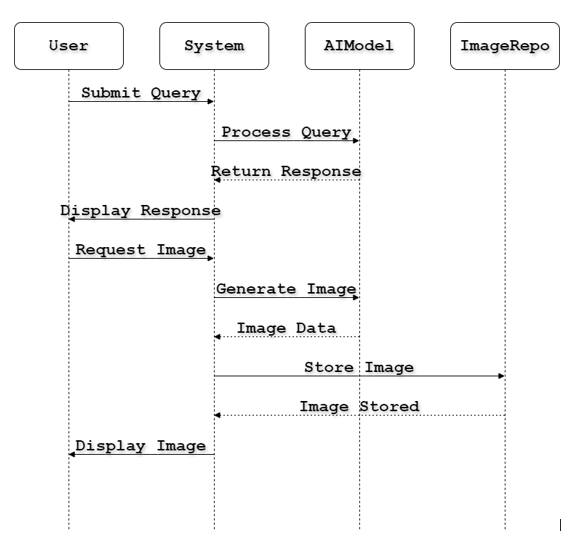 User
System
AIModel
ImageRepo
Submit Query
Process Query
Return Response
Display Response
Request Image
Generate Image
Image Data
Store Image
Image Stored
Display Image